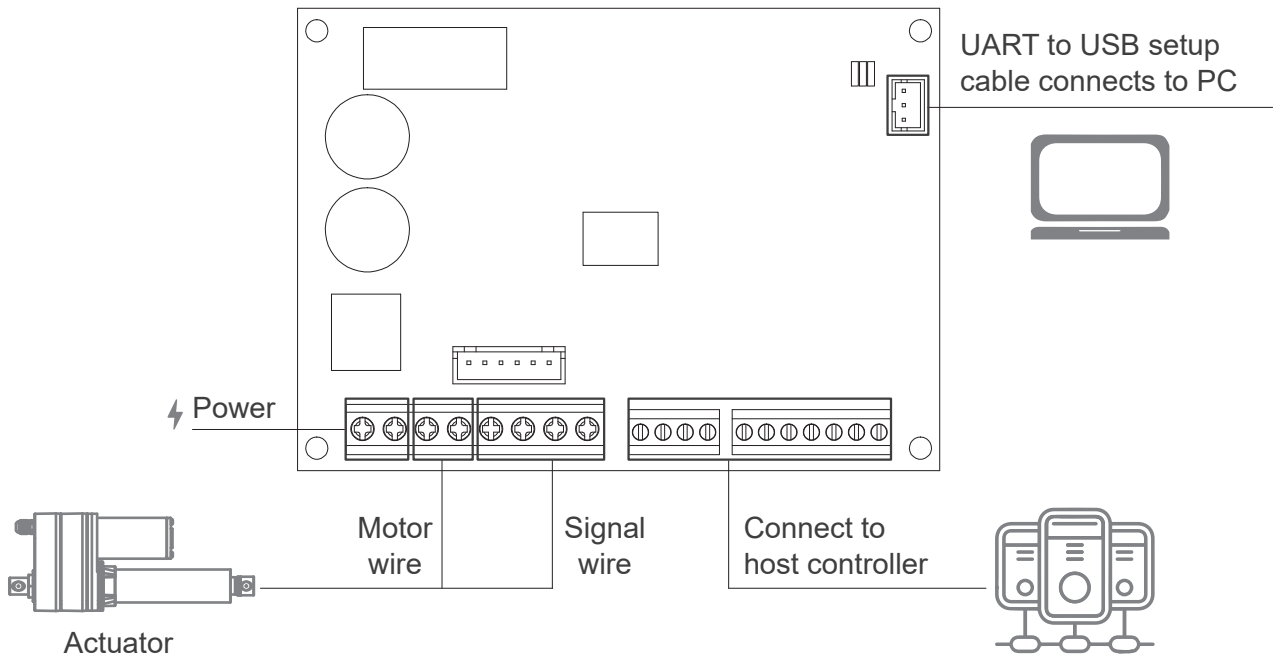 UART to USB setup
cable connects to PC
Power
Motor
wire
Signal
wire
Connect to
host controller
Actuator